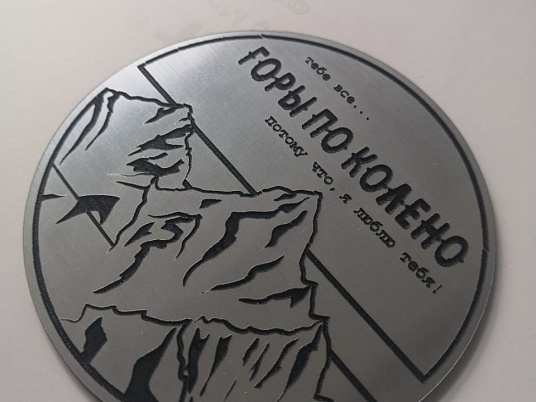 тебе все...
ГОРЫ ПО КОЛЕНО
потому что, я люблю тебя!